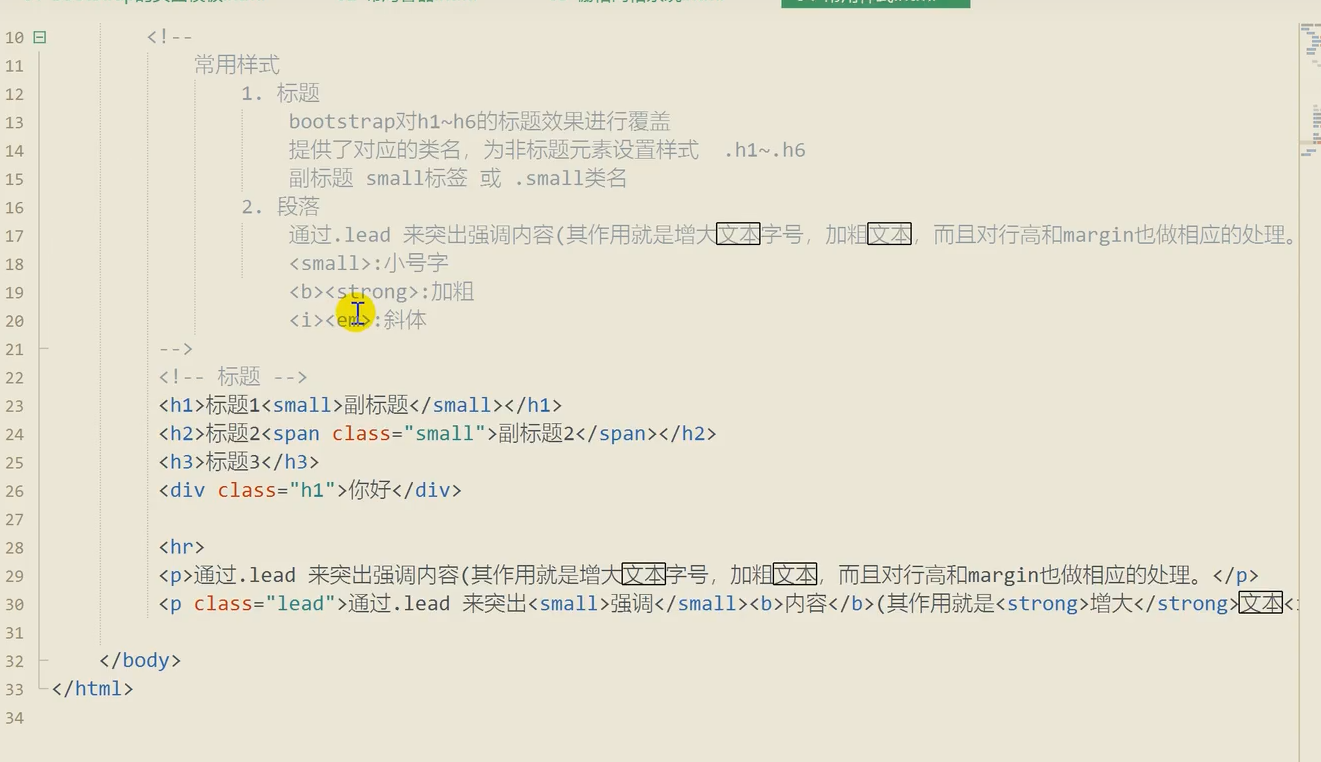 10 <!--
11 常用样式
12 1. 标题
13 bootstrap对h1~h6的标题效果进行覆盖
14 提供了对应的类名，为非标题元素设置样式 .h1~.h6
15 副标题 small标签 或 .small类名
16 2. 段落
17 通过.lead 来突出强调内容(其作用就是增大文本字号，加粗文本，而且对行高和margin也做相应的处理。
18 <small>:小号字
19 <b><strong>:加粗
20 <i><em>:斜体
21 -->
22 <!-- 标题 -->
23 <h1>标题1<small>副标题</small></h1>
24 <h2>标题2<span class="small">副标题2</span></h2>
25 <h3>标题3</h3>
26 <div class="h1">你好</div>
27
28 <hr>
29 <p>通过.lead 来突出强调内容(其作用就是增大文本字号，加粗文本，而且对行高和margin也做相应的处理。</p>
30 <p class="lead">通过.lead 来突出<small>强调</small><b>内容</b>(其作用就是<strong>增大</strong>文本<
31
32 </body>
33 </html>
34